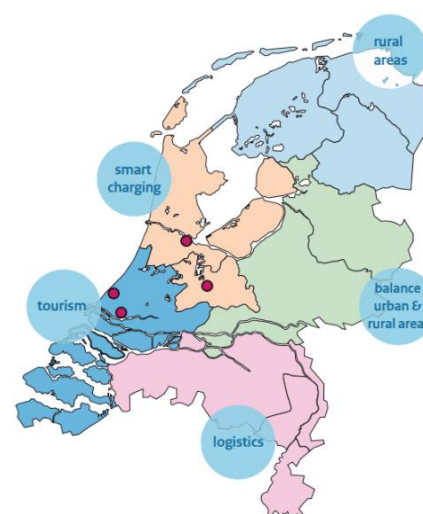 rural
areas
smart
charging
tourism
balance
urban &
rural area
logistics